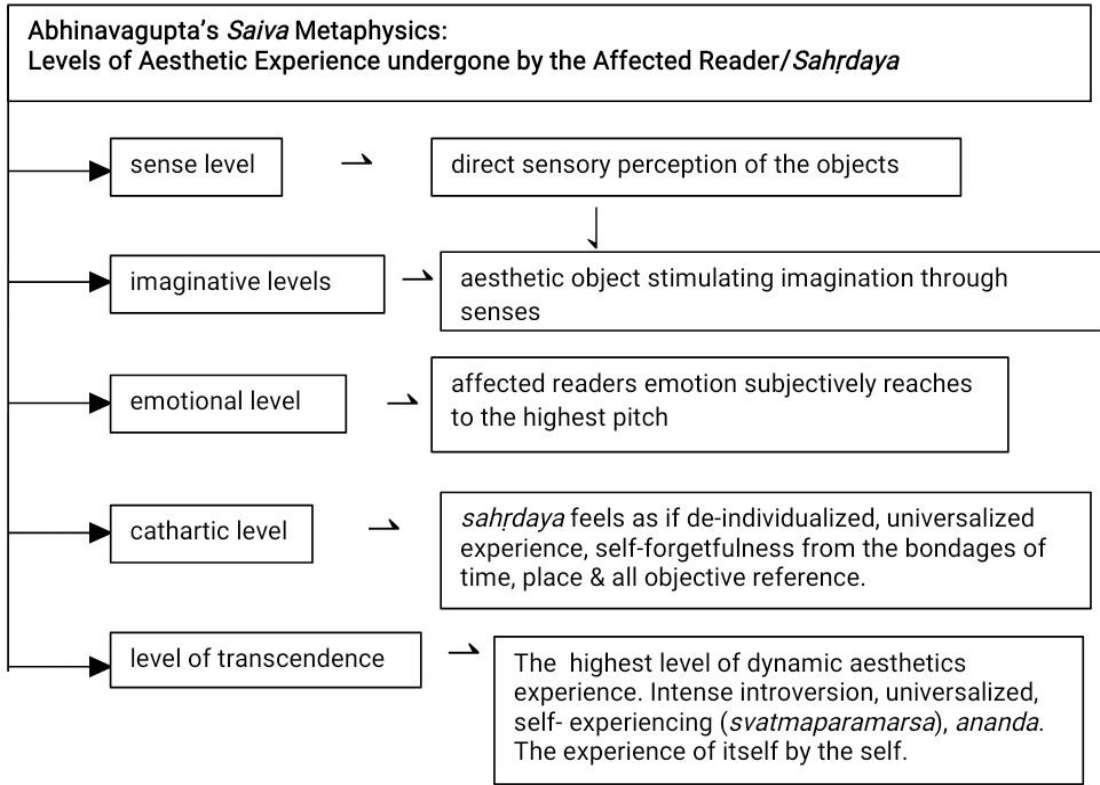 Abhinavagupta's Saiva Metaphysics:
Levels of Aesthetic Experience undergone by the Affected Reader/Sahṛdaya
sense level
direct sensory perception of the objects
imaginative levels
aesthetic object stimulating imagination through
senses
emotional level
affected readers emotion subjectively reaches
to the highest pitch
cathartic level
sahṛdaya feels as if de-individualized, universalized
experience, self-forgetfulness from the bondages of
time, place & all objective reference.
level of transcendence
The highest level of dynamic aesthetics
experience. Intense introversion, universalized,
self- experiencing (svatmaparamarsa), ananda.
The experience of itself by the self.